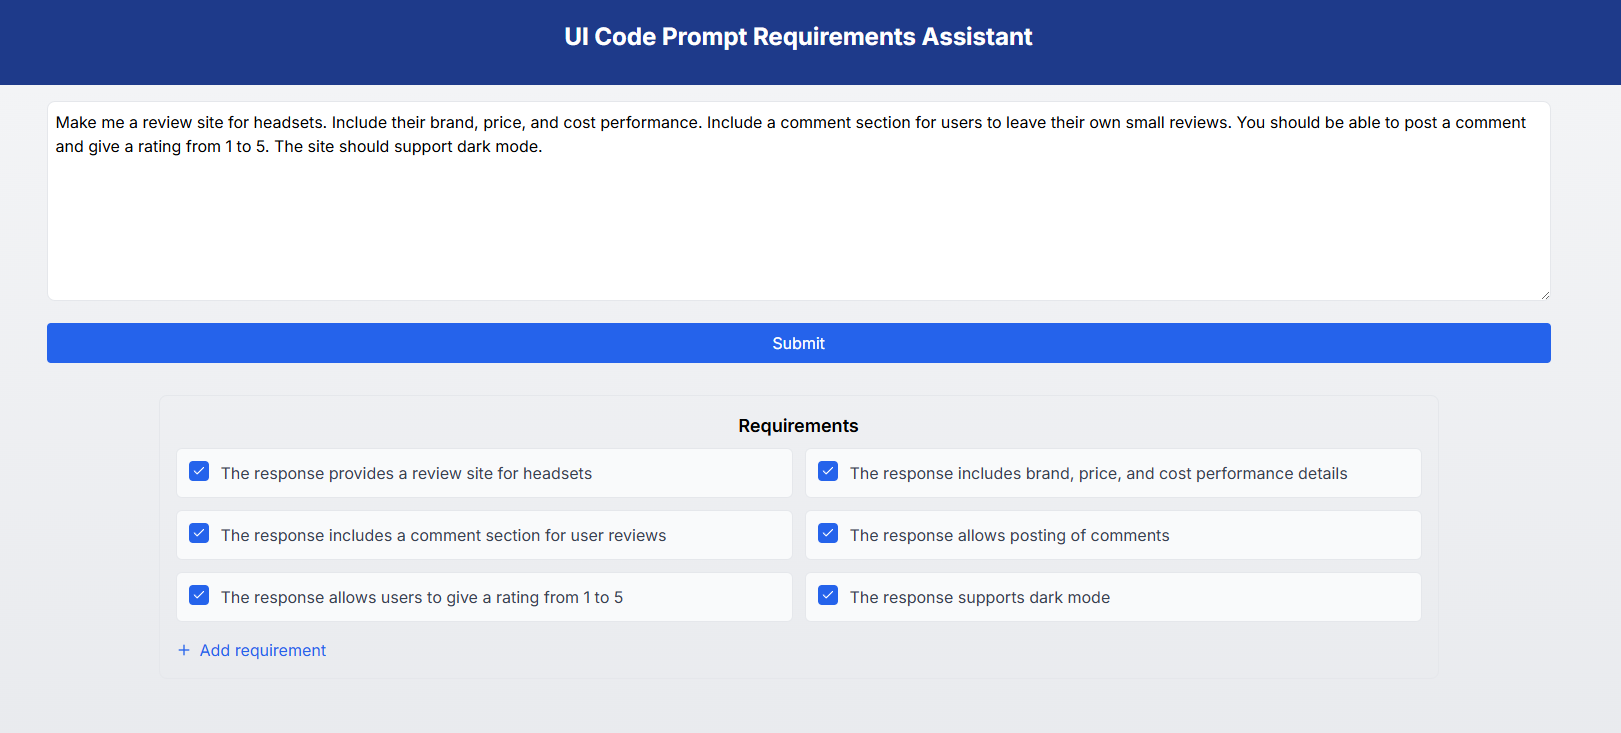 UI Code Prompt Requirements Assistant
Make me a review site for headsets. Include their brand, price, and cost performance. Include a comment section for users to leave their own small reviews. You should be able to post a comment
and give a rating from 1 to 5. The site should support dark mode.
Submit
Requirements
The response provides a review site for headsets
The response includes brand, price, and cost performance details
The response includes a comment section for user reviews
The response allows posting of comments
The response allows users to give a rating from 1 to 5
The response supports dark mode
+ Add requirement